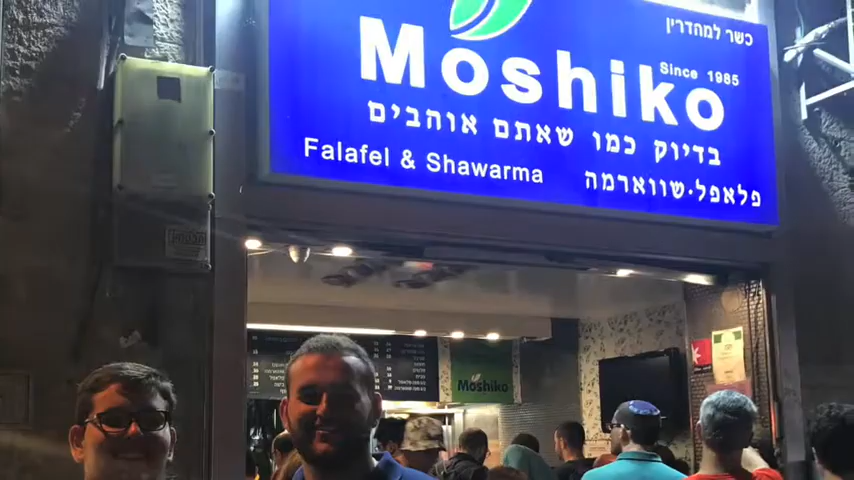 כשר למהדרין
Moshiko
Since 1985
בדיוק כמו שאתם אוהבים
Falafel & Shawarma
פלאפל·שווארמה
Moshiko